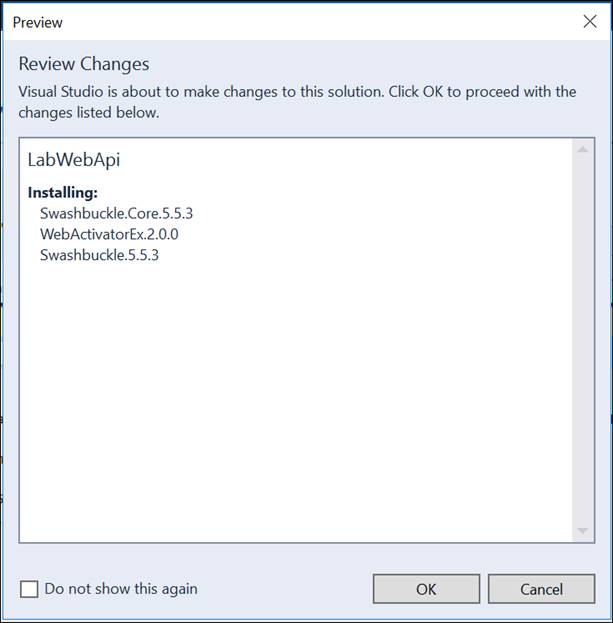 Preview
Review Changes
Visual Studio is about to make changes to this solution. Click OK to proceed with the
changes listed below.
LabWebApi
Installing:
Swashbuckle.Core.5.5.3
WebActivatorEx.2.0.0
Swashbuckle.5.5.3
Do not show this again
OK
Cancel